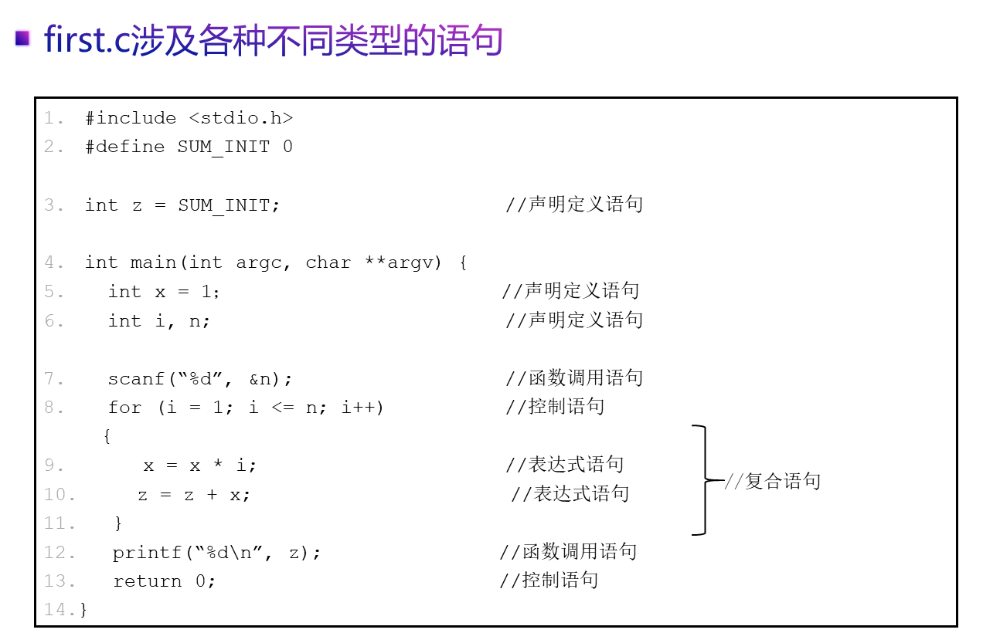 first.c涉及各种不同类型的语句
1. #include <stdio.h>
2. #define SUM_INIT 0
3. int z = SUM_INIT; //声明定义语句
4. int main(int argc, char **argv) {
5. int x = 1; //声明定义语句
6. int i, n; //声明定义语句
7. scanf(“%d”, &n); //函数调用语句
8. for (i = 1; i <= n; i++) //控制语句
{
9. x = x * i; //表达式语句
10. z = z + x; //表达式语句
//复合语句
11. }
12. printf(“%d\n”, z); //函数调用语句
13. return 0; //控制语句
14.}